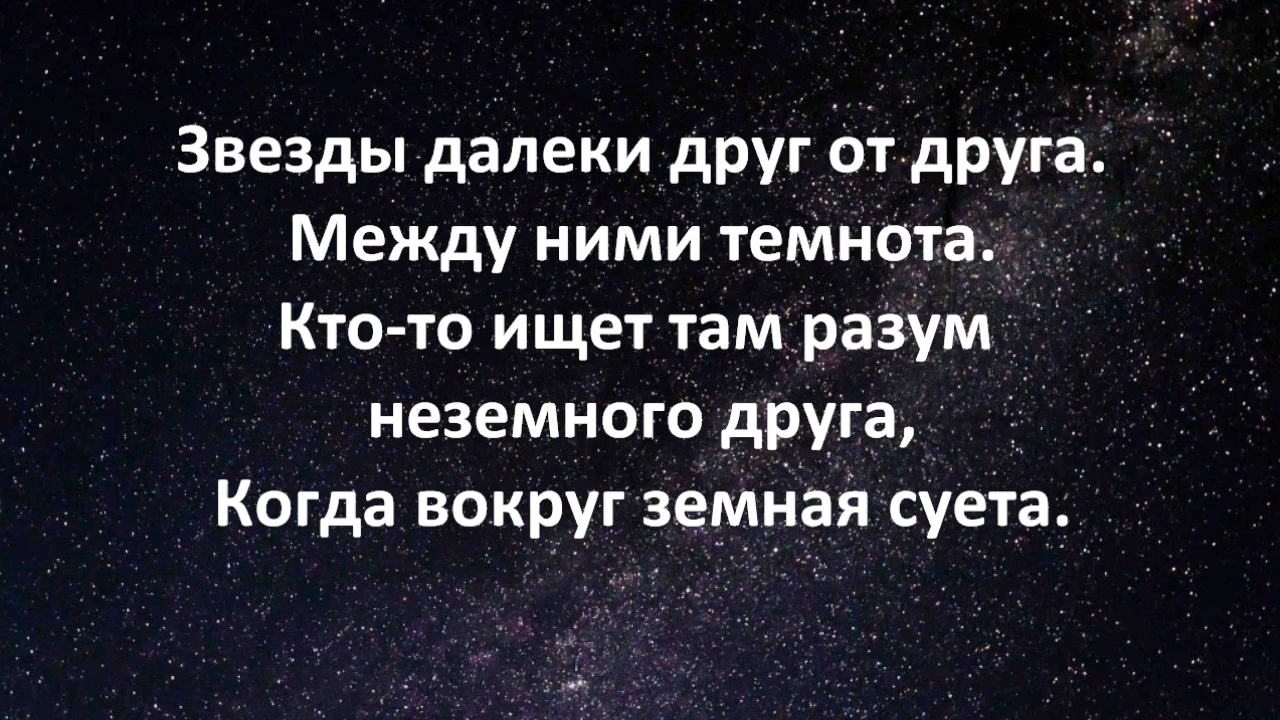 Звезды далеки друг от друга.
Между ними темнота.
Кто-то ищет там разум
неземного друга,
Когда вокруг земная суета.